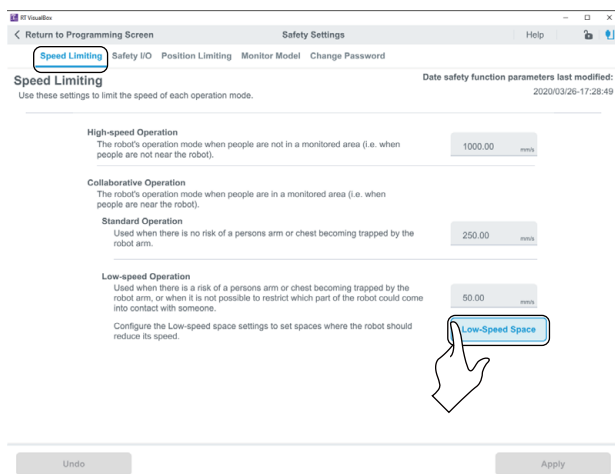 RT VisualBox
Return to Programming Screen
Safety Settings
Help
Speed Limiting
Safety I/O
Position Limiting
Monitor Model
Change Password
Speed Limiting
Date safety function parameters last modified:
Use these settings to limit the speed of each operation mode.
2020/03/26-17:28:49
High-speed Operation
The robot's operation mode when people are not in a monitored area (i.e. when
people are not near the robot).
1000.00 mm/s
Collaborative Operation
The robot's operation mode when people are in a monitored area (i.e. when
people are near the robot).
Standard Operation
Used when there is no risk of a persons arm or chest becoming trapped by the
robot arm.
250.00 mm/s
Low-speed Operation
Used when there is a risk of a persons arm or chest becoming trapped by the
robot arm, or when it is not possible to restrict which part of the robot could come
into contact with someone.
50.00 mm/s
Configure the Low-speed space settings to set spaces where the robot should
reduce its speed.
Low-Speed Space
Undo
Apply